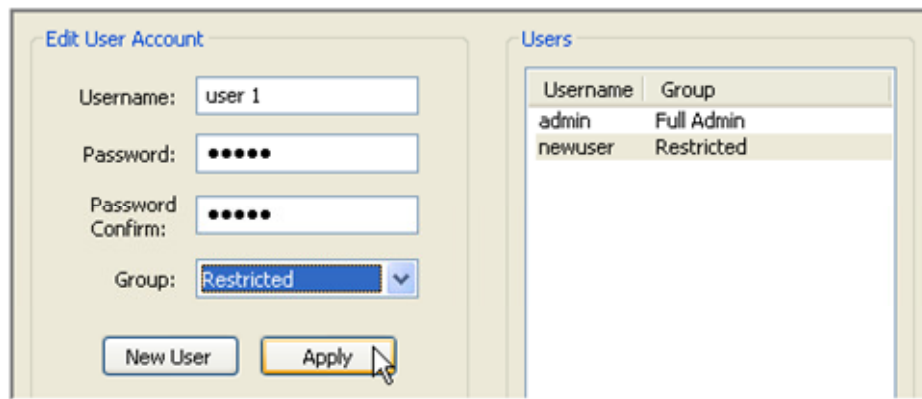 Edit User Account
Username: user 1
Password: •••••
Password
Confirm: •••••
Group: Restricted
New User Apply
Users
Username Group
admin Full Admin
newuser Restricted